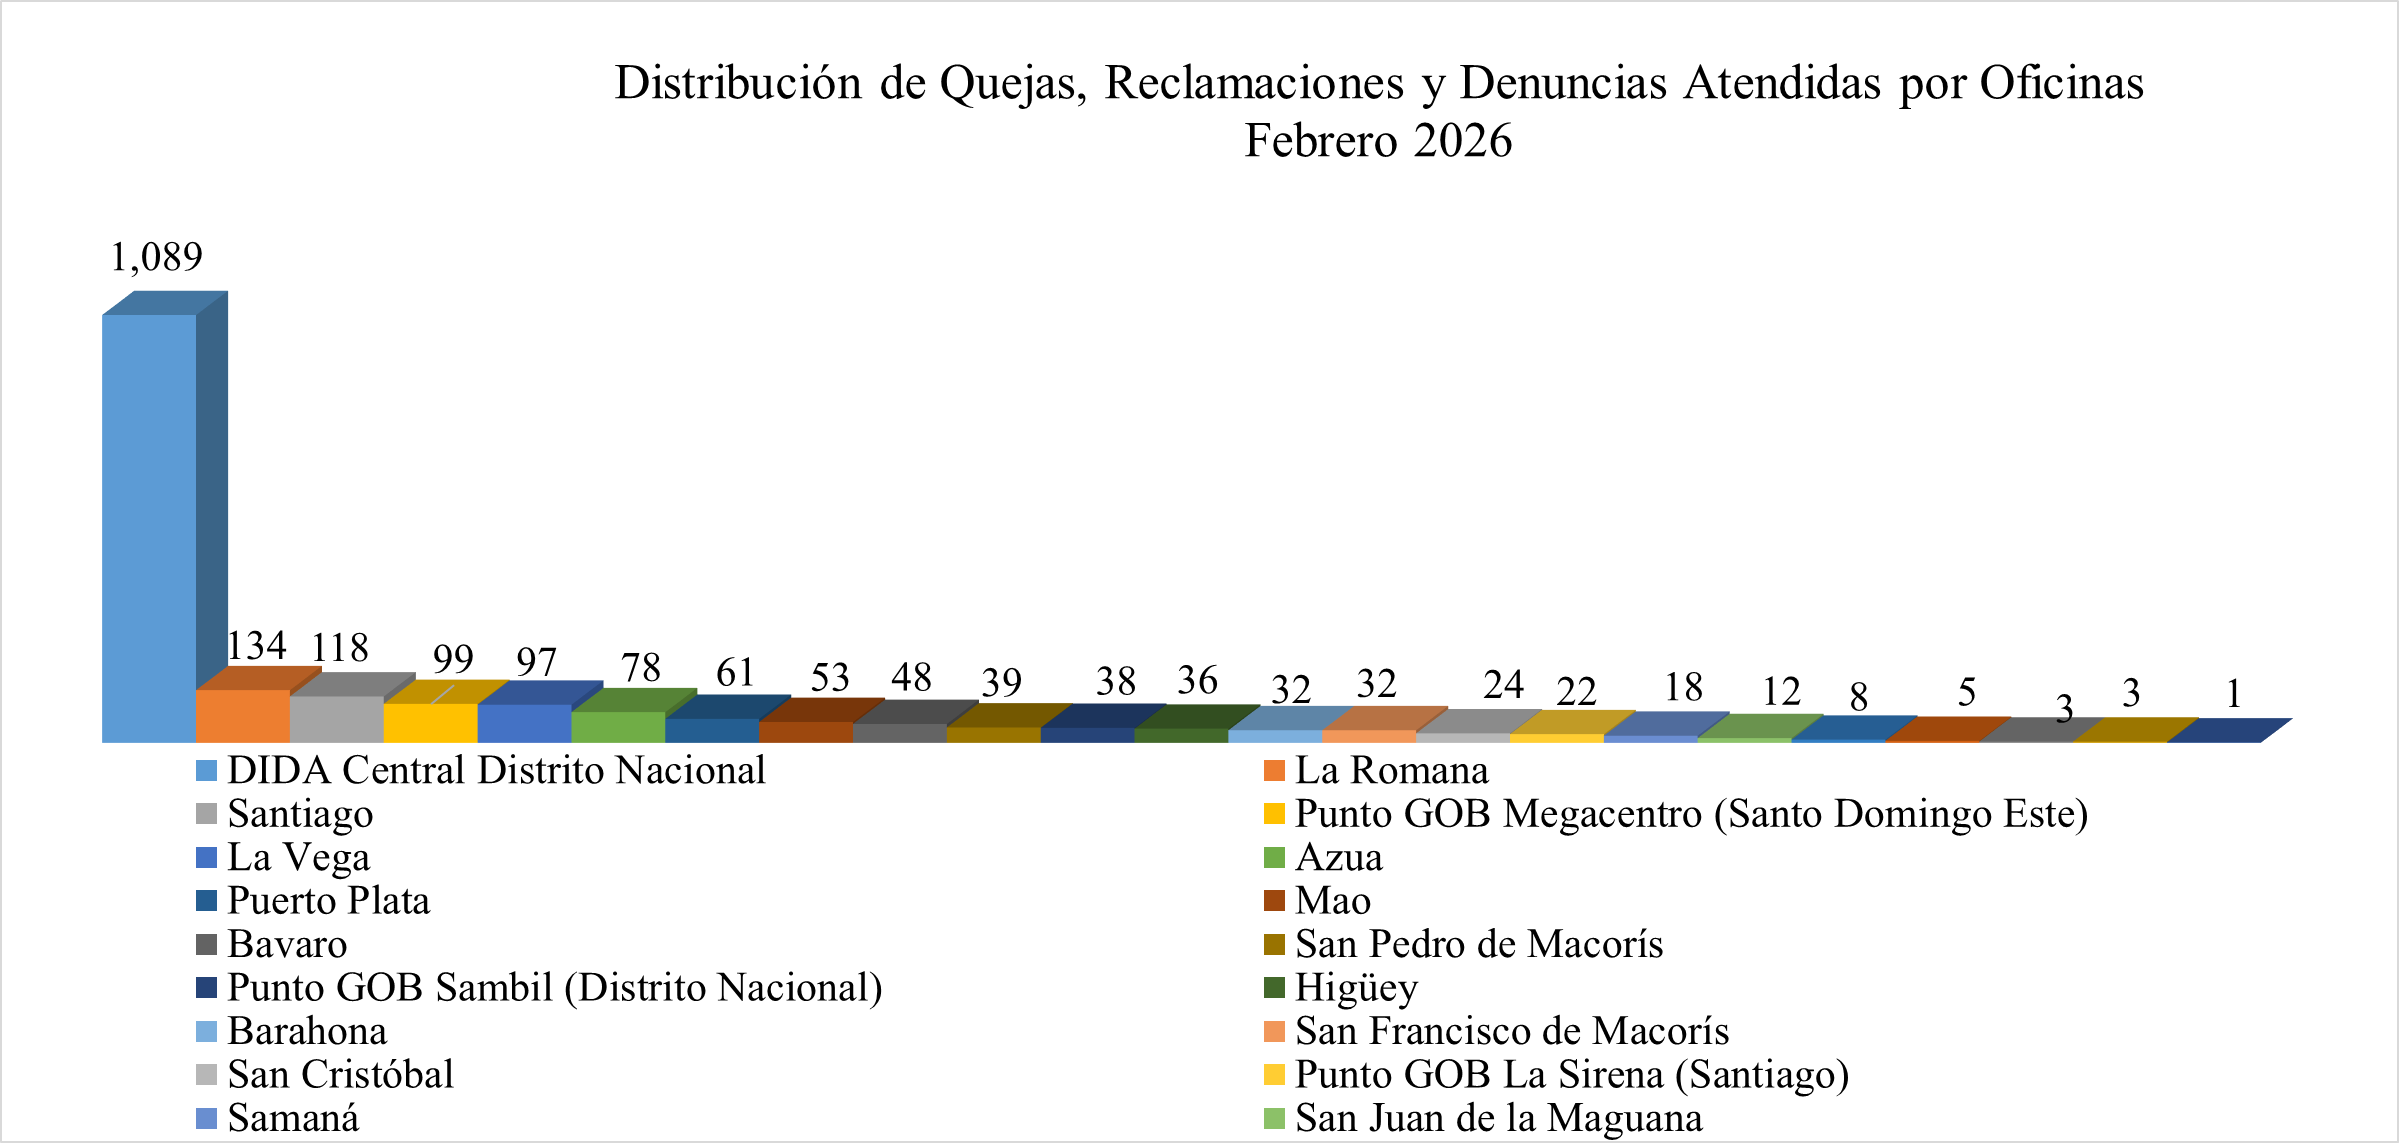 Distribución de Quejas, Reclamaciones y Denuncias Atendidas por Oficinas
Febrero 2026
1,089
134
118
99
97
78
61
53
48
39
38
36
32
32
24
22
18
12
8
5
3
3
1
DIDA Central Distrito Nacional
La Romana
Santiago
Punto GOB Megacentro (Santo Domingo Este)
La Vega
Azua
Puerto Plata
Mao
Bavaro
San Pedro de Macorís
Punto GOB Sambil (Distrito Nacional)
Higüey
Barahona
San Francisco de Macorís
San Cristóbal
Punto GOB La Sirena (Santiago)
Samaná
San Juan de la Maguana